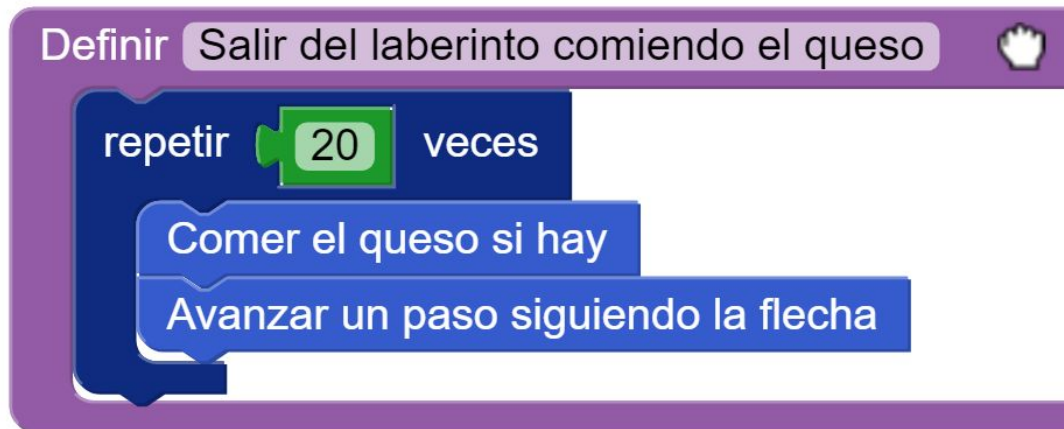 Definir Salir del laberinto comiendo el queso
repetir 20 veces
Comer el queso si hay
Avanzar un paso siguiendo la flecha